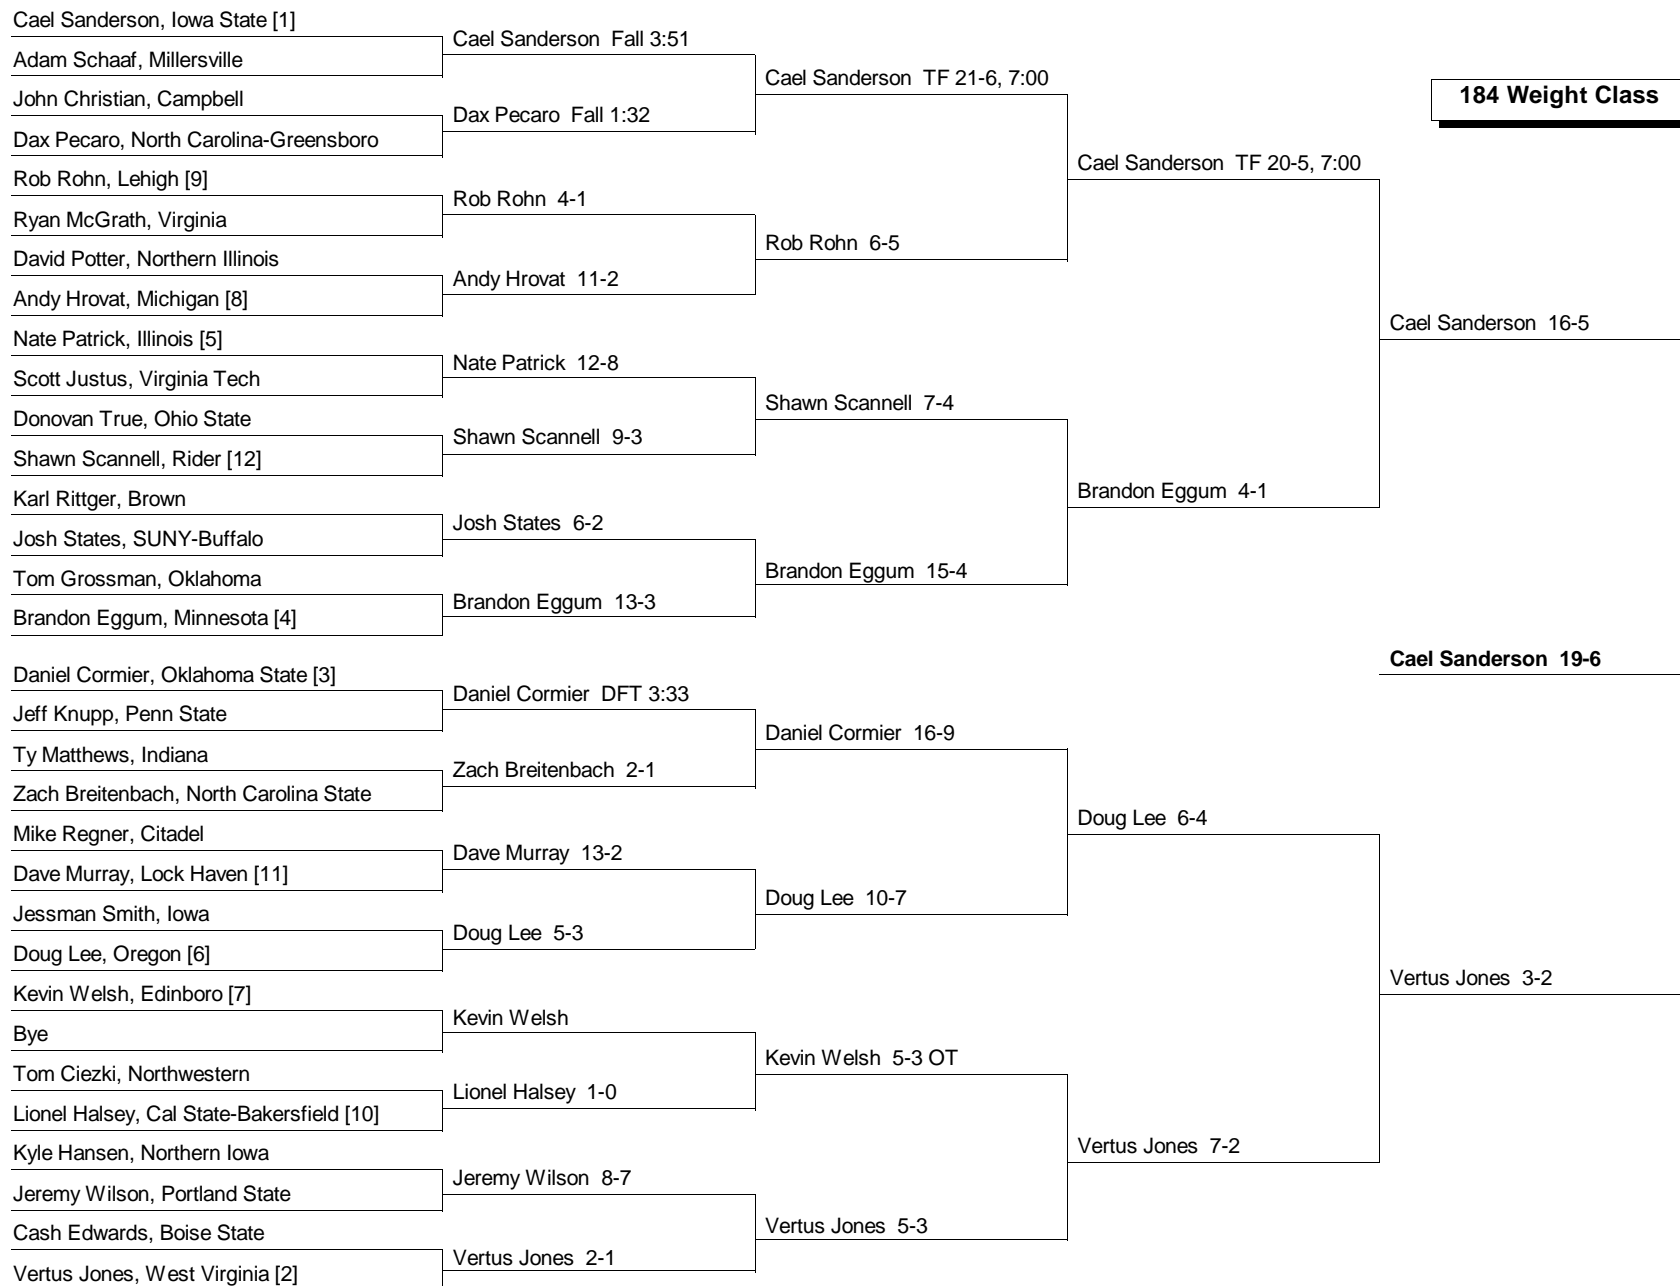 Cael Sanderson, Iowa State [1]
Adam Schaaf, Millersville
John Christian, Campbell
Dax Pecaro, North Carolina-Greensboro
Rob Rohn, Lehigh [9]
Ryan McGrath, Virginia
David Potter, Northern Illinois
Andy Hrovat, Michigan [8]
Nate Patrick, Illinois [5]
Scott Justus, Virginia Tech
Donovan True, Ohio State
Shawn Scannell, Rider [12]
Karl Rittger, Brown
Josh States, SUNY-Buffalo
Tom Grossman, Oklahoma
Brandon Eggum, Minnesota [4]
Daniel Cormier, Oklahoma State [3]
Jeff Knupp, Penn State
Ty Matthews, Indiana
Zach Breitenbach, North Carolina State
Mike Regner, Citadel
Dave Murray, Lock Haven [11]
Jessman Smith, Iowa
Doug Lee, Oregon [6]
Kevin Welsh, Edinboro [7]
Bye
Tom Ciezki, Northwestern
Lionel Halsey, Cal State-Bakersfield [10]
Kyle Hansen, Northern Iowa
Jeremy Wilson, Portland State
Cash Edwards, Boise State
Vertus Jones, West Virginia [2]
Cael Sanderson Fall 3:51
Dax Pecaro Fall 1:32
Rob Rohn 4-1
Andy Hrovat 11-2
Nate Patrick 12-8
Shawn Scannell 9-3
Josh States 6-2
Brandon Eggum 13-3
Daniel Cormier DFT 3:33
Zach Breitenbach 2-1
Dave Murray 13-2
Doug Lee 5-3
Kevin Welsh
Lionel Halsey 1-0
Jeremy Wilson 8-7
Vertus Jones 2-1
Cael Sanderson TF 21-6, 7:00
Rob Rohn 6-5
Shawn Scannell 7-4
Brandon Eggum 15-4
Daniel Cormier 16-9
Doug Lee 10-7
Kevin Welsh 5-3 OT
Vertus Jones 5-3
Cael Sanderson TF 20-5, 7:00
Brandon Eggum 4-1
Doug Lee 6-4
Vertus Jones 7-2
184 Weight Class
Cael Sanderson 16-5
Cael Sanderson 19-6
Vertus Jones 3-2